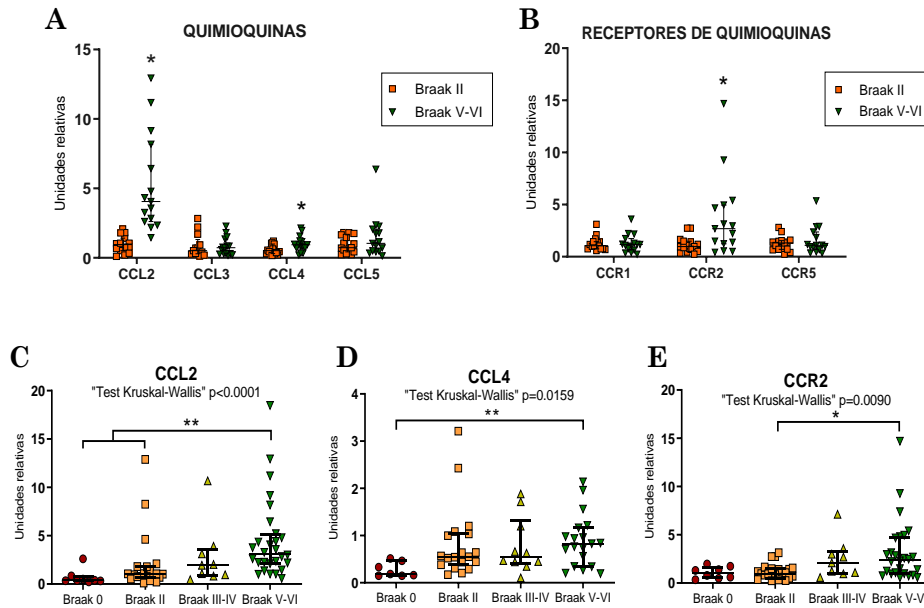 A
QUIMIOQUINAS
Unidades relativas
15
10
5
0
*
*
CCL2 CCL3 CCL4 CCL5
Braak II
Braak V-VI
B
RECEPTORES DE QUIMIOQUINAS
Unidades relativas
20
15
10
5
0
*
CCR1 CCR2 CCR5
Braak II
Braak V-VI
C
CCL2
"Test Kruskal-Wallis" p<0.0001
**
Unidades relativas
20
15
10
5
0
Braak 0 Braak II Braak III-IV Braak V-VI
D
CCL4
"Test Kruskal-Wallis" p=0.0159
**
Unidades relativas
4
3
2
1
0
Braak 0 Braak II Braak III-IV Braak V-VI
E
CCR2
"Test Kruskal-Wallis" p=0.0090
*
Unidades relativas
20
15
10
5
0
Braak 0 Braak II Braak III-IV Braak V-VI